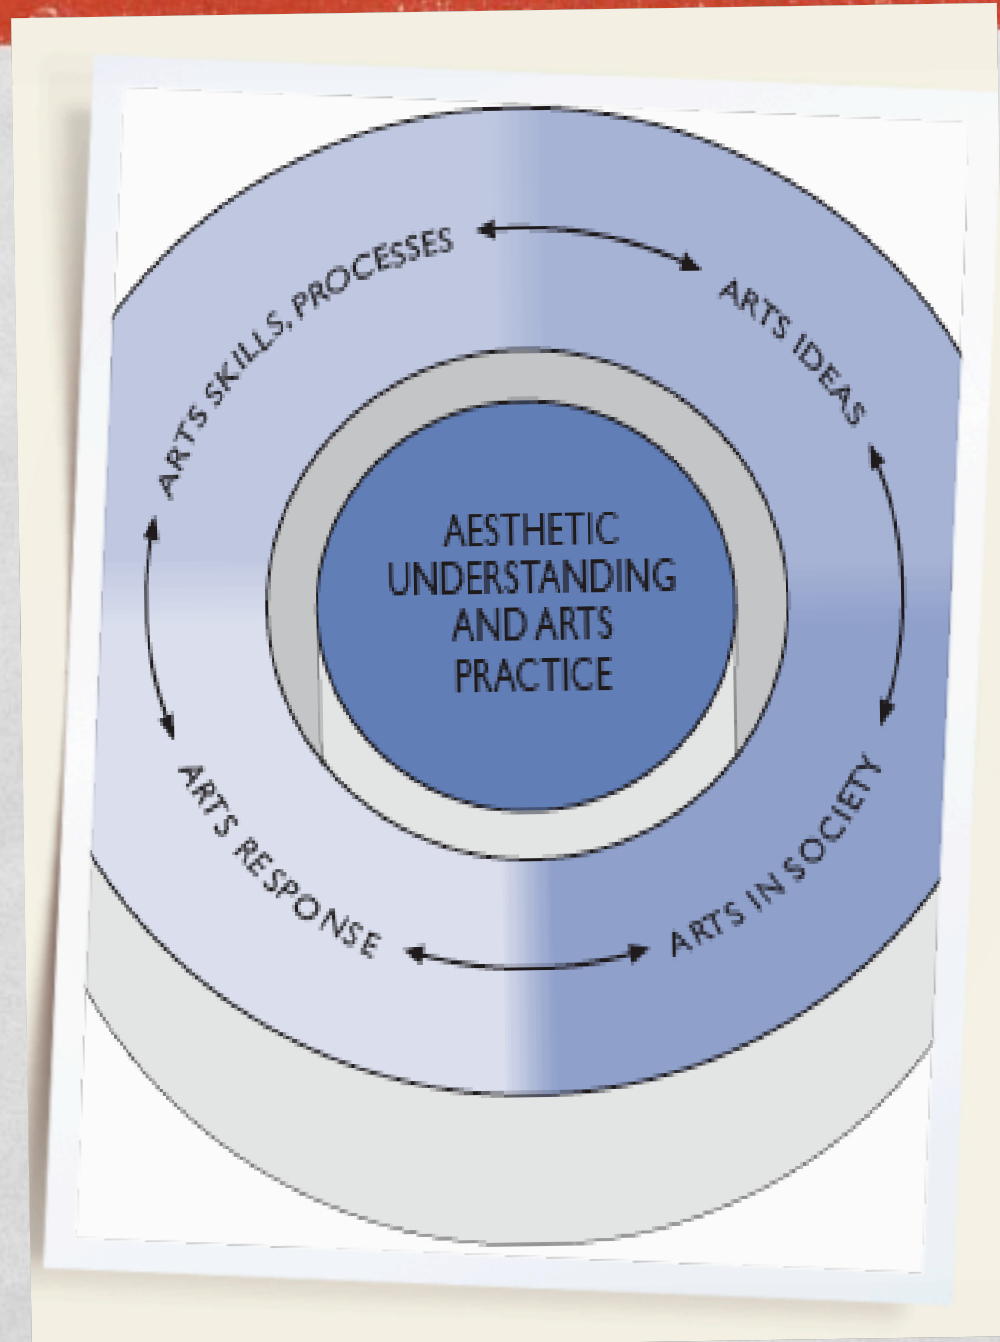 ARTS SKILLS, PROCESSES
ARTS IDEAS
AESTHETIC
UNDERSTANDING
AND ARTS
PRACTICE
ARTS RESPONSE
ARTS IN SOCIETY